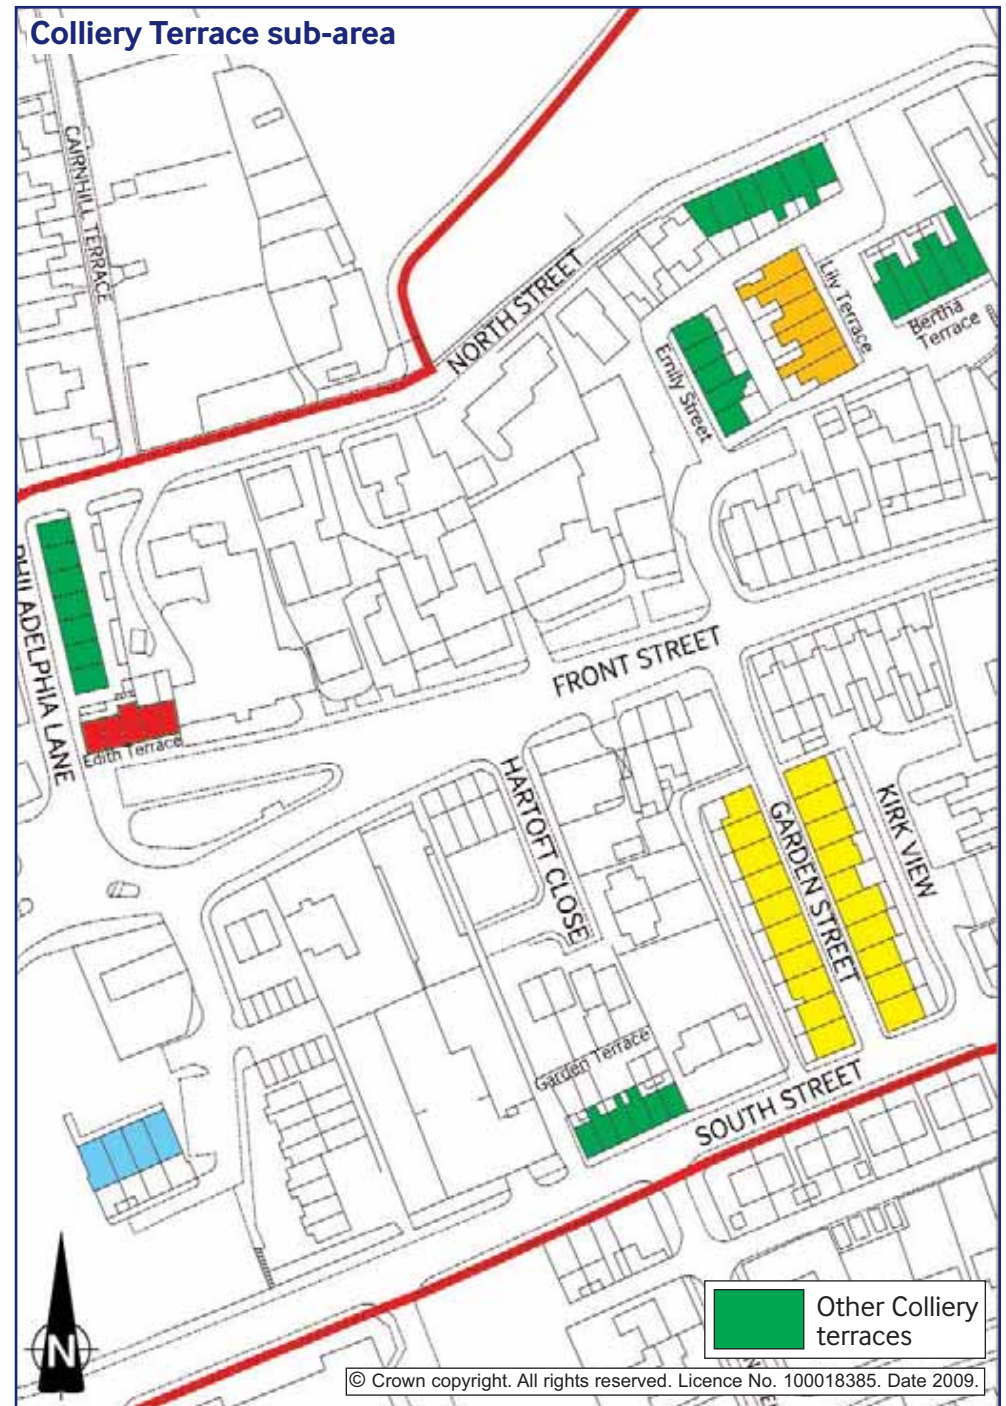 Colliery Terrace sub-area
CAIRNHILL TERRACE
NORTH STREET
Lily Terrace
Bertha
Terrace
Emily Street
PHILADELPHIA LANE
FRONT STREET
Edith Terrace
HARTOFT CLOSE
GARDEN STREET
KIRK VIEW
Garden Terrace
SOUTH STREET
N
Other Colliery
terraces
© Crown copyright. All rights reserved. Licence No. 100018385. Date 2009.